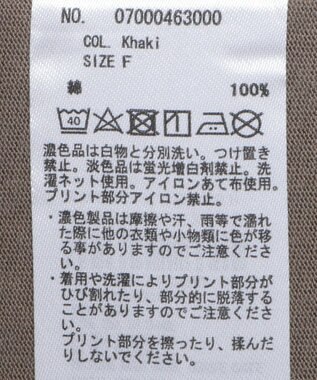 NO. 07000463000
COL. Khaki
SIZE F
綿 100%
40
濃色品は白物と分別洗い。つけ置き
禁止。淡色品は蛍光増白剤禁止。洗
濯ネット使用。アイロンあて布使用。
プリント部分アイロン禁止。
・濃色製品は摩擦や汗、雨等で濡れ
た際に他の衣類や小物類に色が移
る事がありますのでご注意くださ
い。
・着用や洗濯によりプリント部分が
ひび割れたり、部分的に脱落する
ことがありますのでご注意くださ
い。
プリント部分を擦ったり、揉んだ
りしないでください。